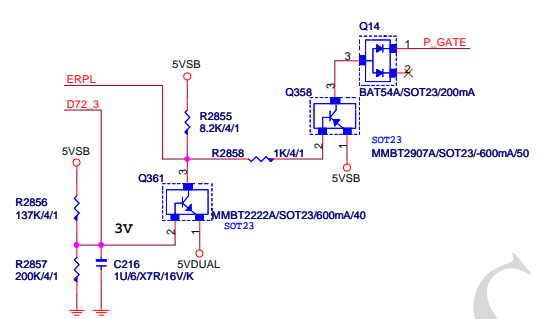 Q14
5VSB
1
P_GATE
3
2
ERPL
BAT54A/SOT23/200mA
3
D72_3
R2855
8.2K/4/1
Q358
SOT23
R2858
1K/4/1
2
1
MMBT2907A/SOT23/-600mA/50
5VSB
3
Q361
5VSB
R2856
137K/4/1
MMBT2222A/SOT23/600mA/40
SOT23
3V
2
1
R2857
200K/4/1
C216
1U/6/X7R/16V/K
5VDUAL